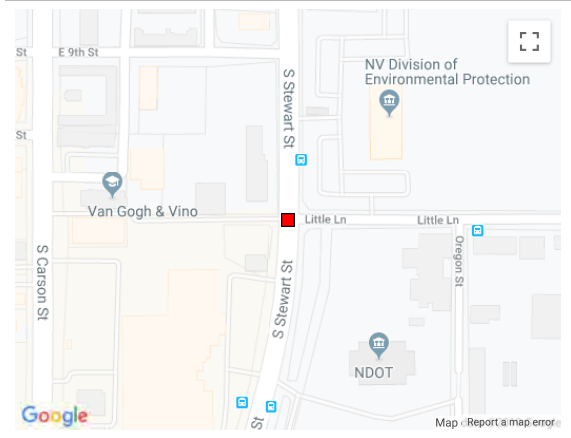 St
E 9th St
S Stewart St
NV Division of
Environmental Protection
St
Van Gogh & Vino
Little Ln
Little Ln
Oregon St
S Carson St
S Stewart St
NDOT
St
Google
Map
Report a map error